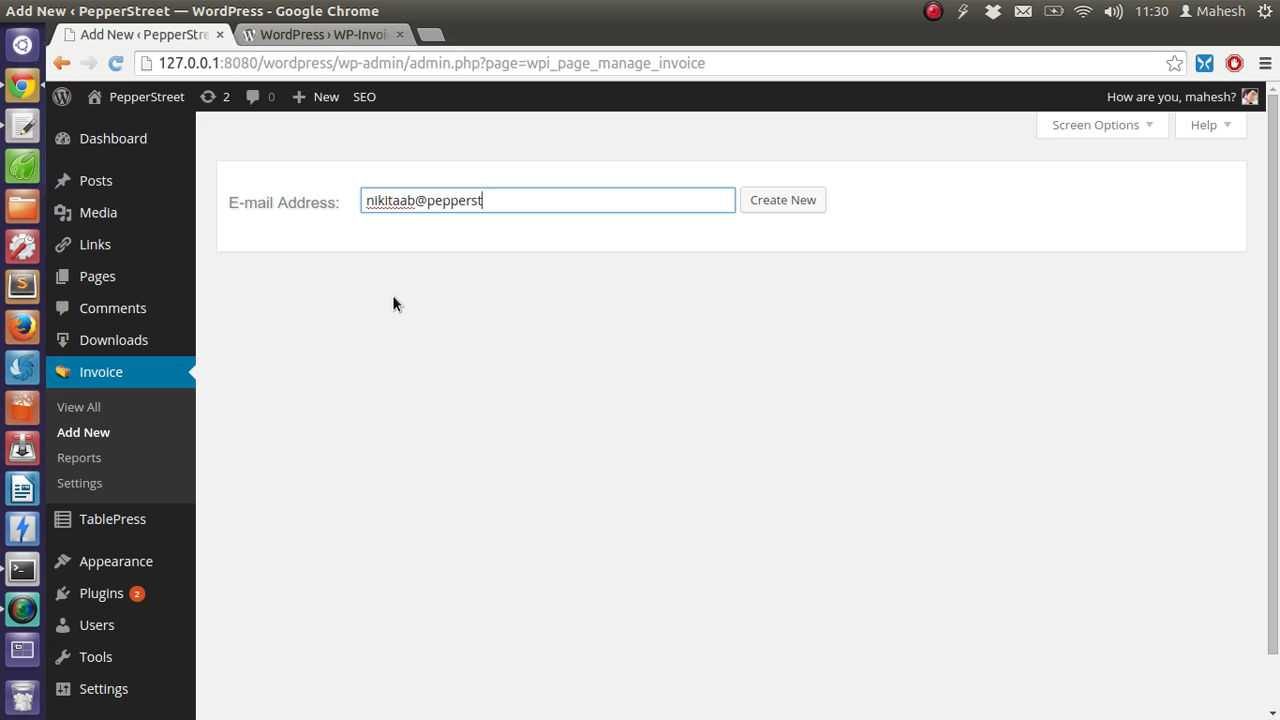 Add New ‹ PepperStreet — WordPress - Google Chrome
11:30
Mahesh
Add New ‹ PepperStre
WordPress › WP-Invoi
127.0.0.1:8080/wordpress/wp-admin/admin.php?page=wpi_page_manage_invoice
PepperStreet
2
0
New
SEO
How are you, mahesh?
Screen Options
Help
Dashboard
Posts
Media
Links
Pages
Comments
Downloads
Invoice
View All
Add New
Reports
Settings
TablePress
Appearance
Plugins 2
Users
Tools
Settings
E-mail Address:
nikitaab@pepperst
Create New